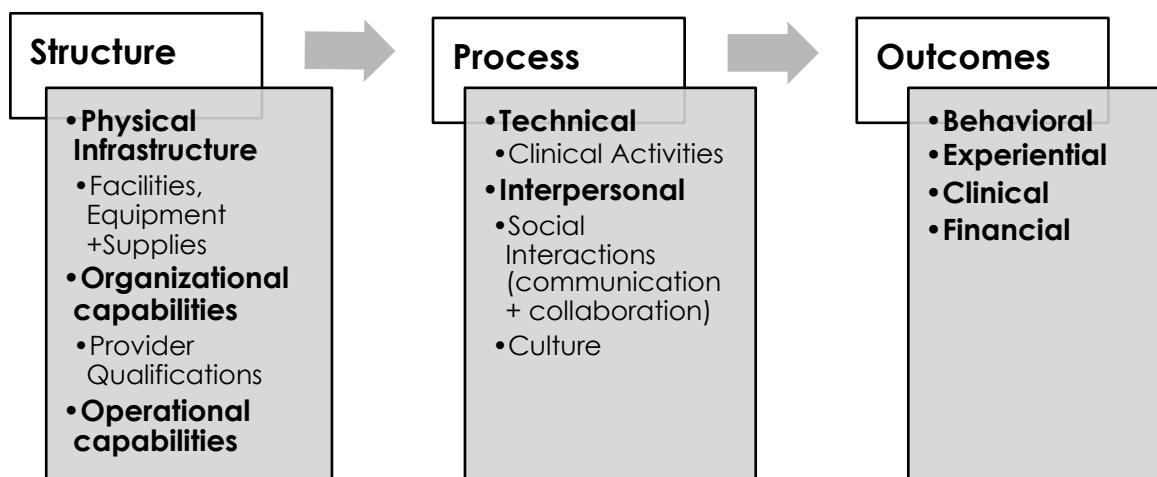 Structure
•Physical
Infrastructure
•Facilities,
Equipment
+Supplies
•Organizational
capabilities
•Provider
Qualifications
•Operational
capabilities
Process
•Technical
•Clinical Activities
•Interpersonal
•Social
Interactions
(communication
+ collaboration)
•Culture
Outcomes
•Behavioral
•Experiential
•Clinical
•Financial